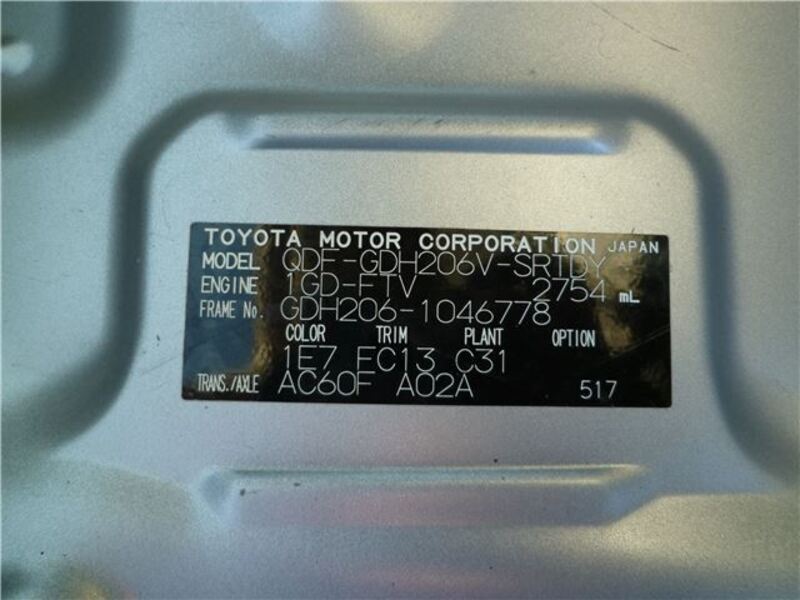 TOYOTA MOTOR CORPORATION JAPAN
MODEL QDF-GDH206V-SRTDY
ENGINE 1GD-FTV 2754 mL
FRAME No. GDH206-1046778
COLOR TRIM PLANT OPTION
1E7 FC13 C31
TRANS./AXLE AC60F A02A 517